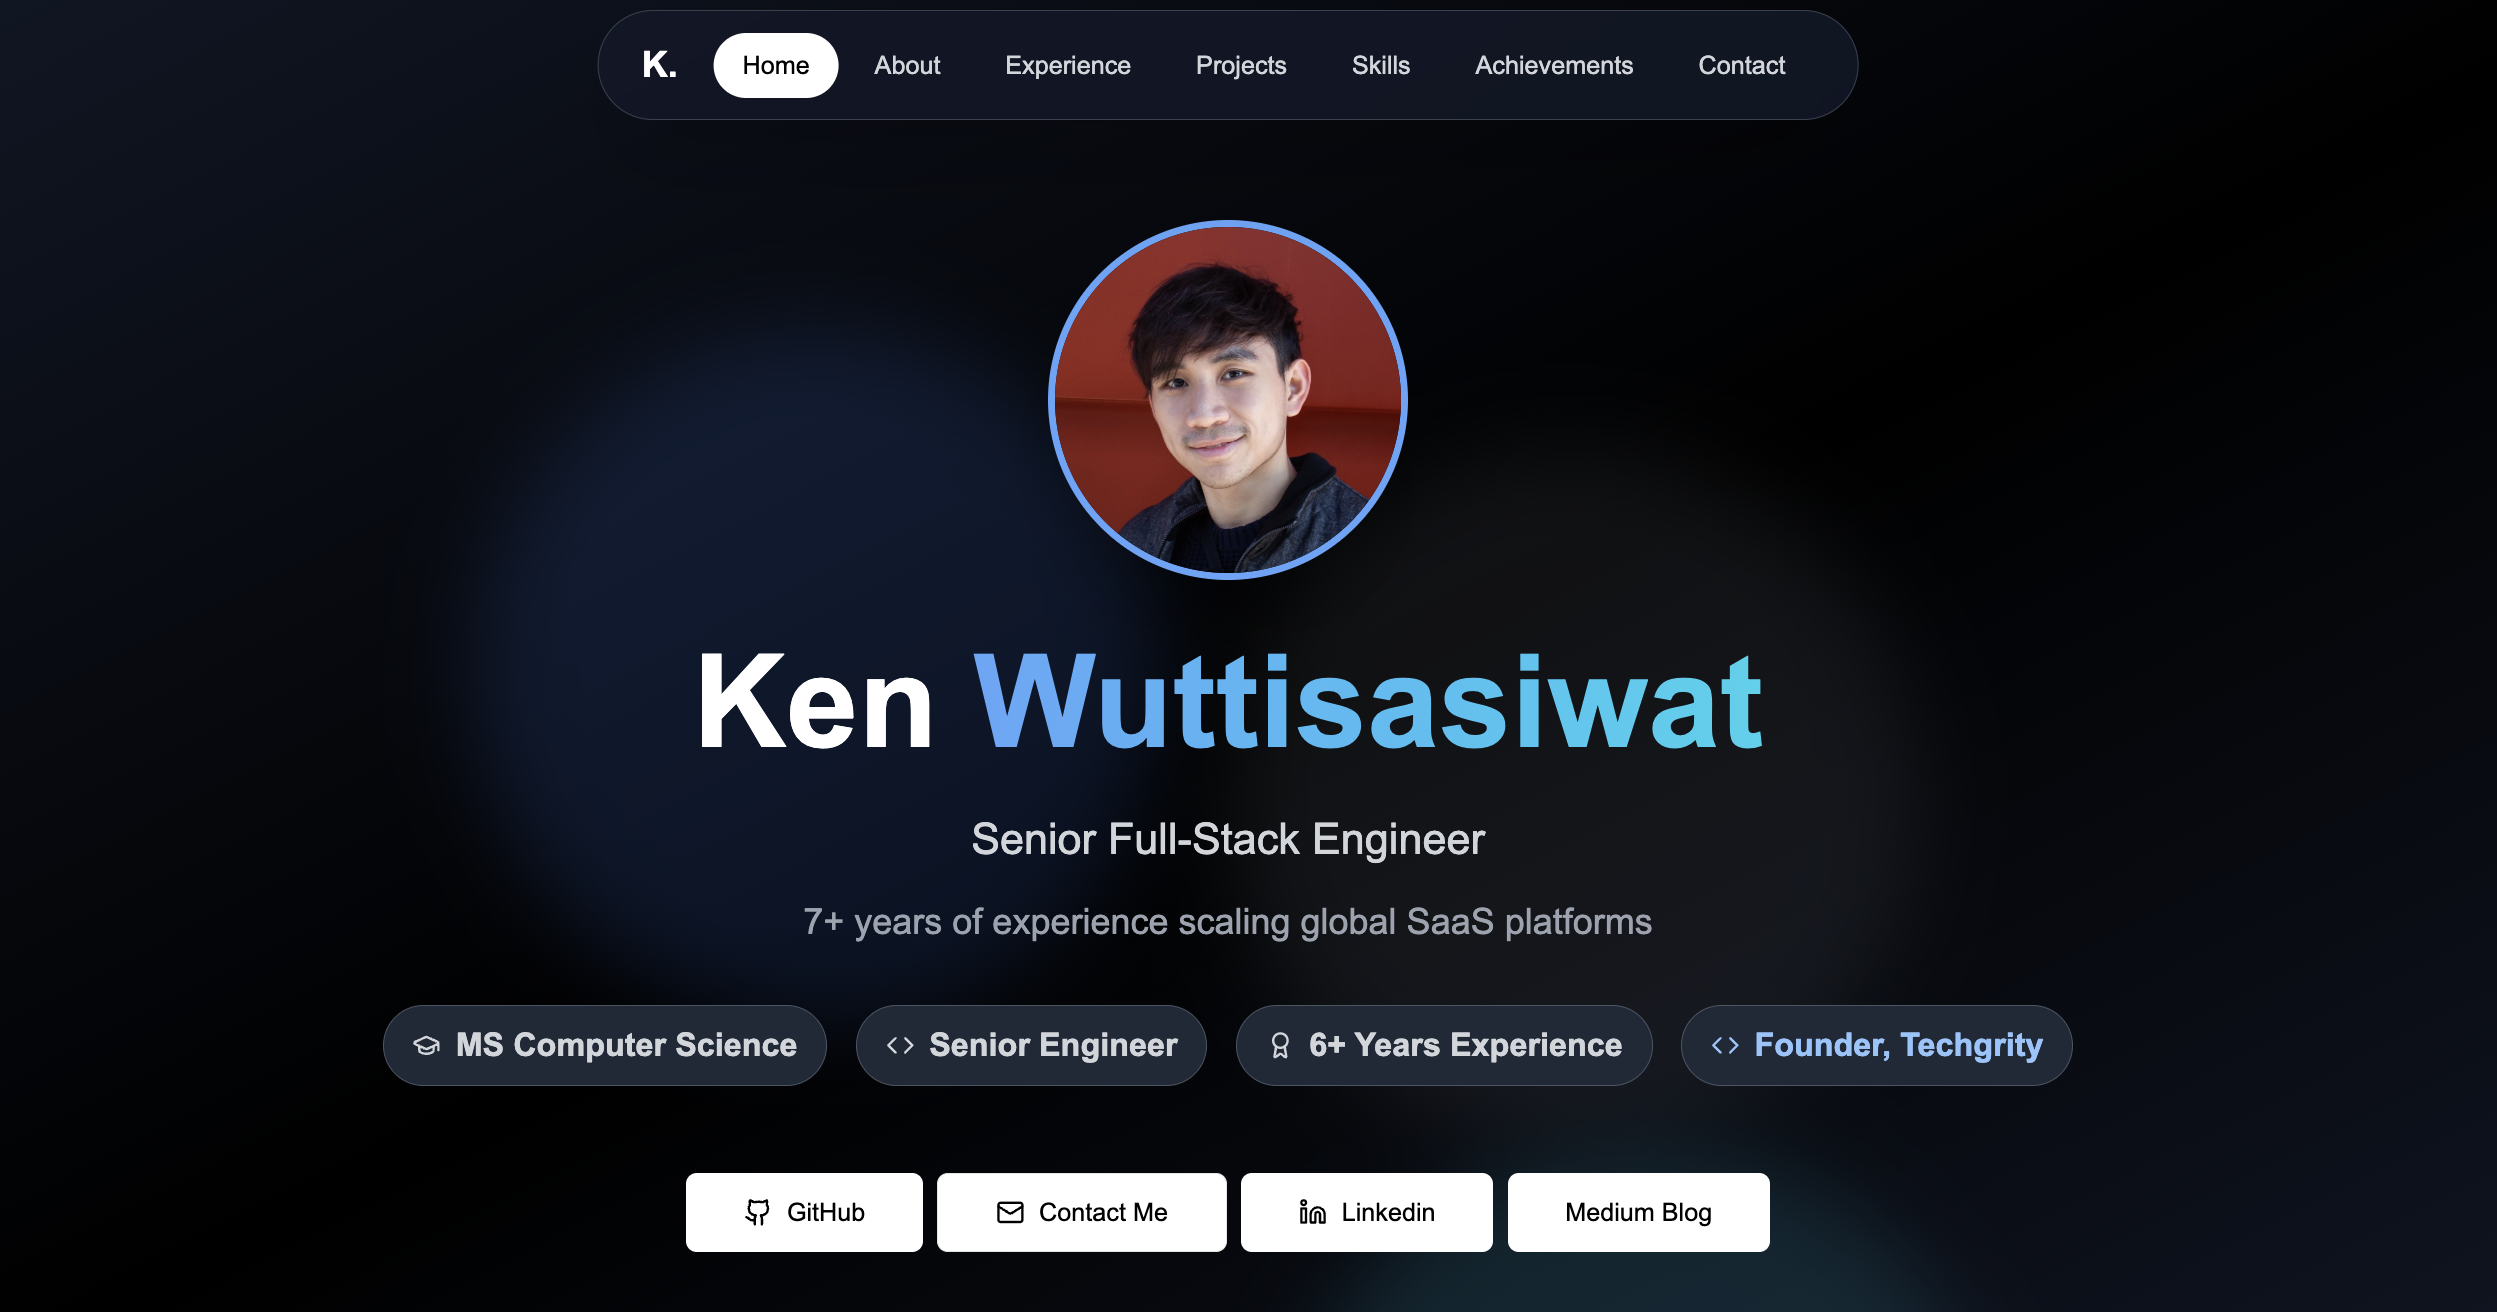 K. Home About Experience Projects Skills Achievements Contact
Ken Wuttisasiwat
Senior Full-Stack Engineer
7+ years of experience scaling global SaaS platforms
MS Computer Science Senior Engineer 6+ Years Experience Founder, Techgrity
GitHub Contact Me Linkedin Medium Blog